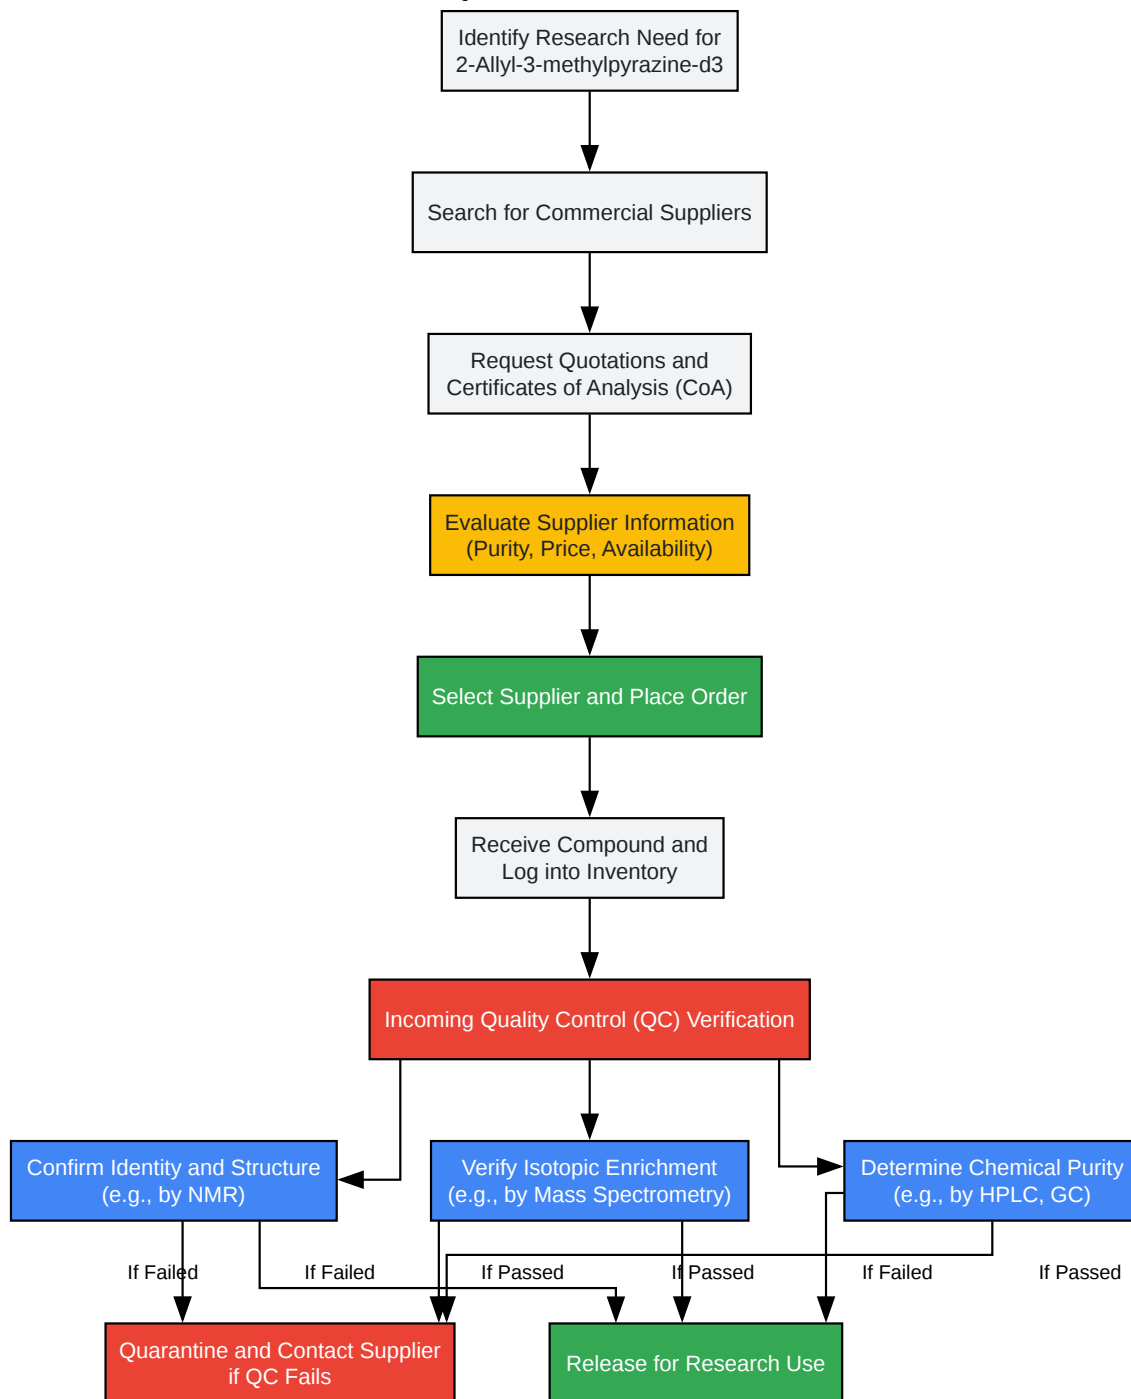 Identify Research Need for
2-Allyl-3-methylpyrazine-d3
Search for Commercial Suppliers
Request Quotations and
Certificates of Analysis (CoA)
Evaluate Supplier Information
(Purity, Price, Availability)
Select Supplier and Place Order
Receive Compound and
Log into Inventory
Incoming Quality Control (QC) Verification
Confirm Identity and Structure
(e.g., by NMR)
Verify Isotopic Enrichment
(e.g., by Mass Spectrometry)
Determine Chemical Purity
(e.g., by HPLC, GC)
If Failed
If Failed
If Passed
If Passed
If Failed
If Passed
Quarantine and Contact Supplier
if QC Fails
Release for Research Use